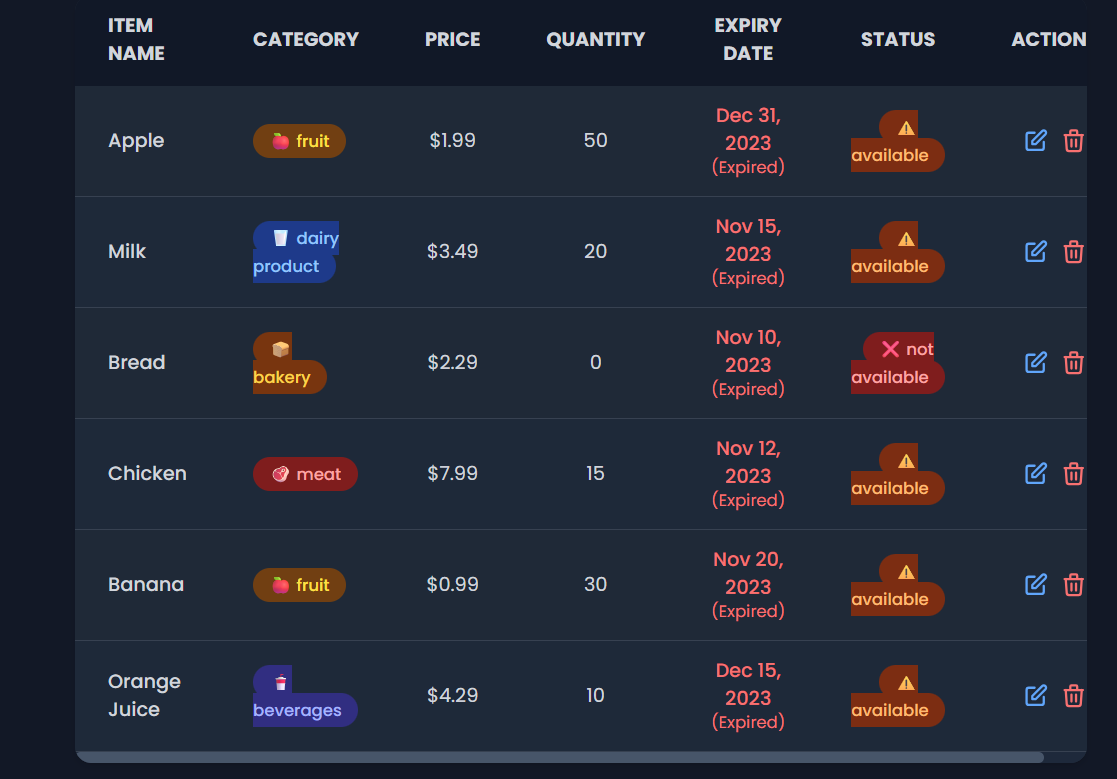 ITEM NAME CATEGORY PRICE QUANTITY EXPIRY DATE STATUS ACTION
Apple fruit $1.99 50 Dec 31, 2023 (Expired) available
Milk dairy product $3.49 20 Nov 15, 2023 (Expired) available
Bread bakery $2.29 0 Nov 10, 2023 (Expired) not available
Chicken meat $7.99 15 Nov 12, 2023 (Expired) available
Banana fruit $0.99 30 Nov 20, 2023 (Expired) available
Orange Juice beverages $4.29 10 Dec 15, 2023 (Expired) available